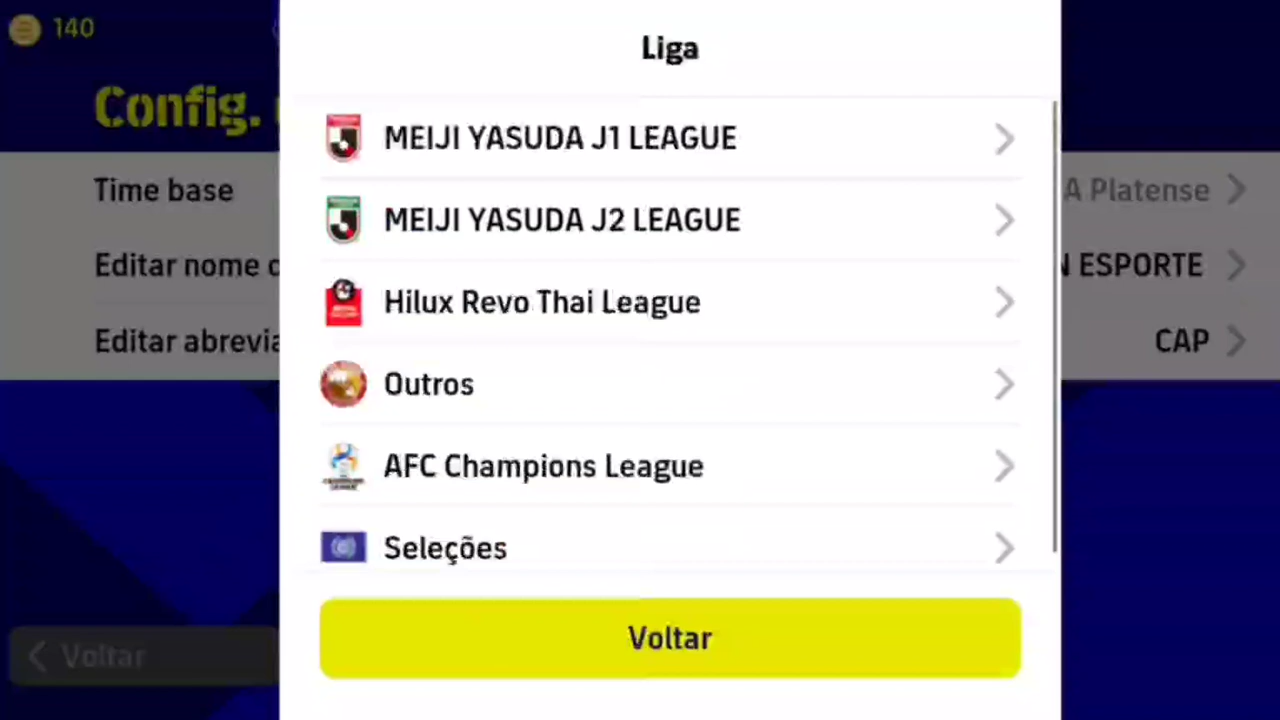 140
Config.
Liga
MEIJI YASUDA J1 LEAGUE
MEIJI YASUDA J2 LEAGUE
Hilux Revo Thai League
Outros
AFC Champions League
Seleções
Voltar
Time base
A Platense
Editar nome
ESPORTE
Editar abrevia
CAP
Voltar